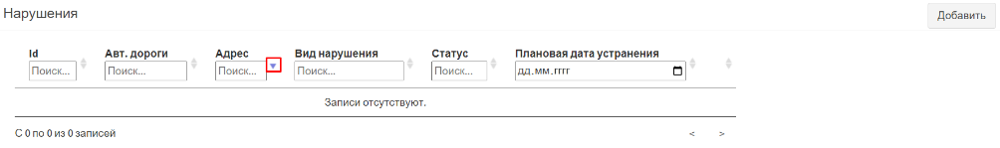 Нарушения
Добавить
Id Авт. дороги Адрес Вид нарушения Статус Плановая дата устранения
Поиск... Поиск... Поиск... Поиск... Поиск... дд.мм.гггг
Записи отсутствуют.
С 0 по 0 из 0 записей < >